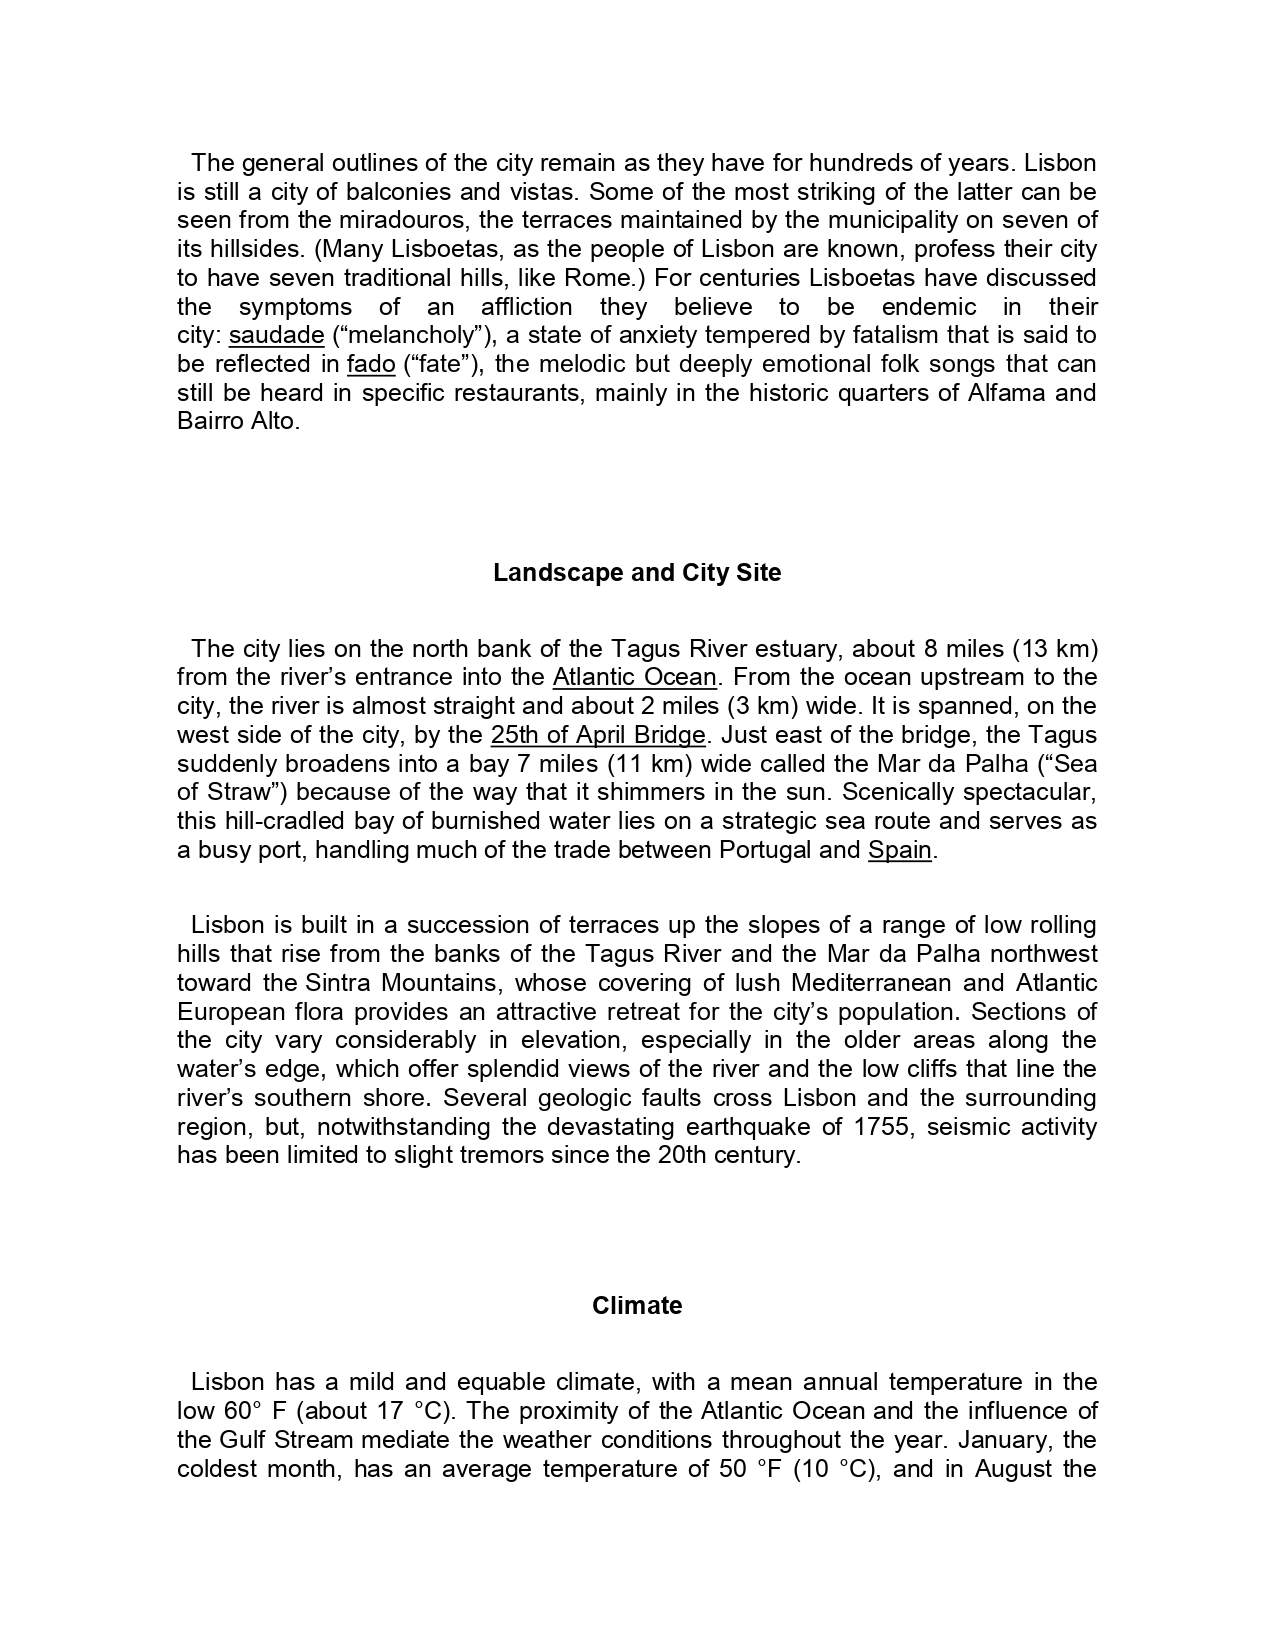 The general outlines of the city remain as they have for hundreds of years. Lisbon
is still a city of balconies and vistas. Some of the most striking of the latter can be
seen from the miradouros, the terraces maintained by the municipality on seven of
its hillsides. (Many Lisboetas, as the people of Lisbon are known, profess their city
to have seven traditional hills, like Rome.) For centuries Lisboetas have discussed
the symptoms of an affliction they believe to be endemic in their
city: saudade (“melancholy”), a state of anxiety tempered by fatalism that is said to
be reflected in fado (“fate”), the melodic but deeply emotional folk songs that can
still be heard in specific restaurants, mainly in the historic quarters of Alfama and
Bairro Alto.
Landscape and City Site
The city lies on the north bank of the Tagus River estuary, about 8 miles (13 km)
from the river’s entrance into the Atlantic Ocean. From the ocean upstream to the
city, the river is almost straight and about 2 miles (3 km) wide. It is spanned, on the
west side of the city, by the 25th of April Bridge. Just east of the bridge, the Tagus
suddenly broadens into a bay 7 miles (11 km) wide called the Mar da Palha (“Sea
of Straw”) because of the way that it shimmers in the sun. Scenically spectacular,
this hill-cradled bay of burnished water lies on a strategic sea route and serves as
a busy port, handling much of the trade between Portugal and Spain.
Lisbon is built in a succession of terraces up the slopes of a range of low rolling
hills that rise from the banks of the Tagus River and the Mar da Palha northwest
toward the Sintra Mountains, whose covering of lush Mediterranean and Atlantic
European flora provides an attractive retreat for the city’s population. Sections of
the city vary considerably in elevation, especially in the older areas along the
water’s edge, which offer splendid views of the river and the low cliffs that line the
river’s southern shore. Several geologic faults cross Lisbon and the surrounding
region, but, notwithstanding the devastating earthquake of 1755, seismic activity
has been limited to slight tremors since the 20th century.
Climate
Lisbon has a mild and equable climate, with a mean annual temperature in the
low 60° F (about 17 °C). The proximity of the Atlantic Ocean and the influence of
the Gulf Stream mediate the weather conditions throughout the year. January, the
coldest month, has an average temperature of 50 °F (10 °C), and in August the